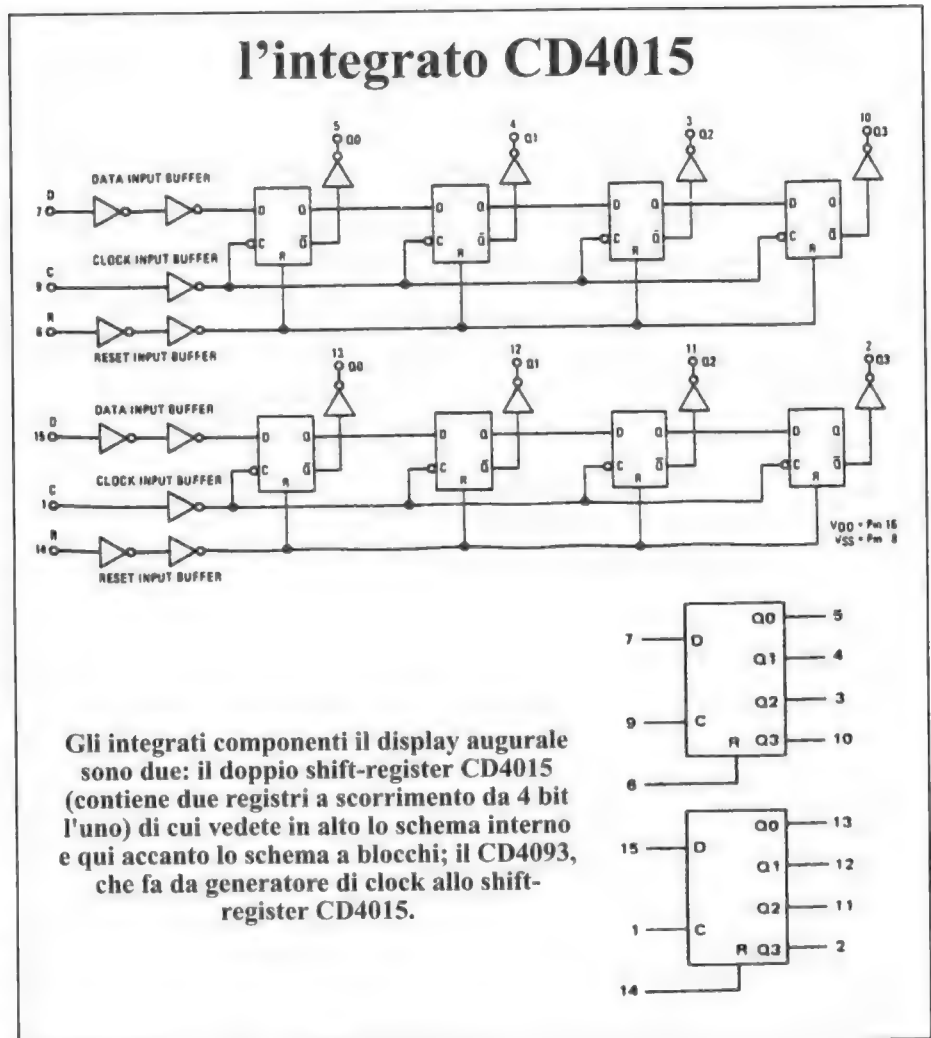 l'integrato CD4015
5 4 3 10
Q0 Q1 Q2 Q3
DATA INPUT BUFFER
D
7
D Q D Q D Q D Q
C Q C Q C Q C Q
CLOCK INPUT BUFFER
C
9
R R R R
R
6
RESET INPUT BUFFER
13 12 11 2
Q0 Q1 Q2 Q3
DATA INPUT BUFFER
D
15
D Q D Q D Q D Q
C Q C Q C Q C Q
CLOCK INPUT BUFFER
C
1
R R R R
VDD = Pin 16
VSS = Pin 8
R
14
RESET INPUT BUFFER
Q0 5
7 D
Q1 4
Q2 3
9 C
R Q3 10
6
Q0 13
15 D
Q1 12
Q2 11
1 C
R Q3 2
14
Gli integrati componenti il display augurale
sono due: il doppio shift-register CD4015
(contiene due registri a scorrimento da 4 bit
l'uno) di cui vedete in alto lo schema interno
e qui accanto lo schema a blocchi; il CD4093,
che fa da generatore di clock allo shift-
register CD4015.